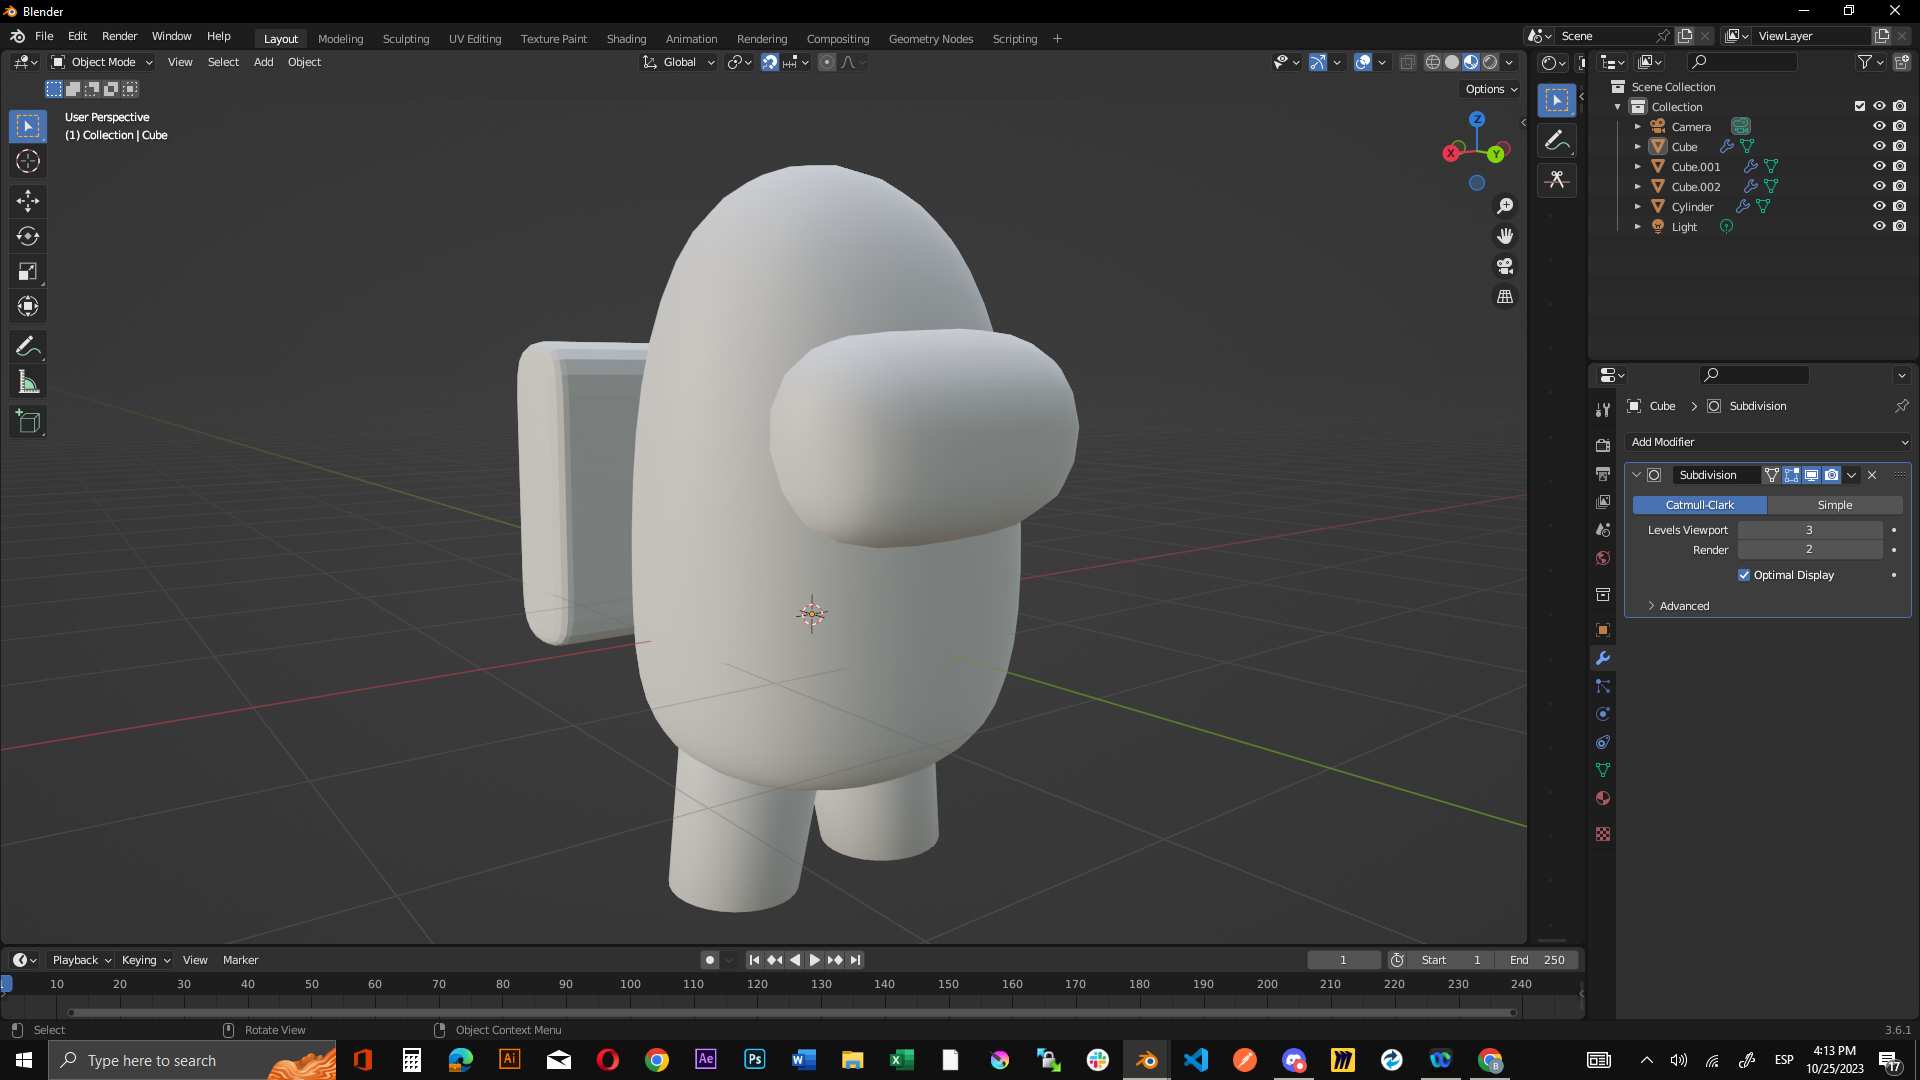 Blender
File Edit Render Window Help
Layout Modeling Sculpting UV Editing Texture Paint Shading Animation Rendering Compositing Geometry Nodes Scripting +
Scene
ViewLayer
Object Mode View Select Add Object
Global
Options
User Perspective
(1) Collection | Cube
Z
X
Y
Scene Collection
Collection
Camera
Cube
Cube.001
Cube.002
Cylinder
Light
Cube > Subdivision
Add Modifier
Subdivision
Catmull-Clark Simple
Levels Viewport 3
Render 2
Optimal Display
Advanced
Playback Keying View Marker
1 Start 1 End 250
1 10 20 30 40 50 60 70 80 90 100 110 120 130 140 150 160 170 180 190 200 210 220 230 240
Select Rotate View Object Context Menu
3.6.1
Type here to search
Ai
Ae
Ps
W
X
B
ESP
4:13 PM
10/25/2023
17